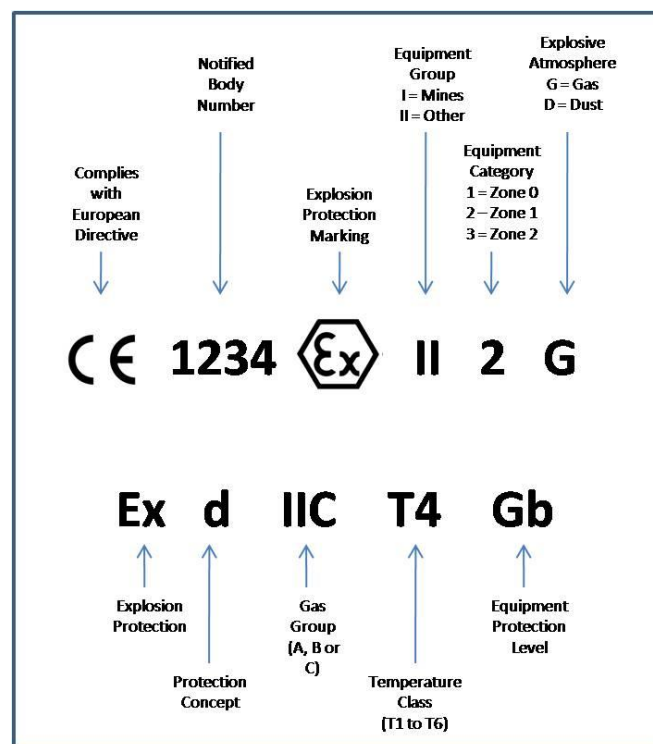 Notified
Body
Number
Equipment
Group
I = Mines
II = Other
Explosive
Atmosphere
G = Gas
D = Dust
Complies
with
European
Directive
Explosion
Protection
Marking
Equipment
Category
1 = Zone 0
2 – Zone 1
3 = Zone 2
CE 1234 Ex II 2 G
Ex d IIC T4 Gb
Explosion
Protection
Protection
Concept
Gas
Group
(A, B or
C)
Temperature
Class
(T1 to T6)
Equipment
Protection
Level